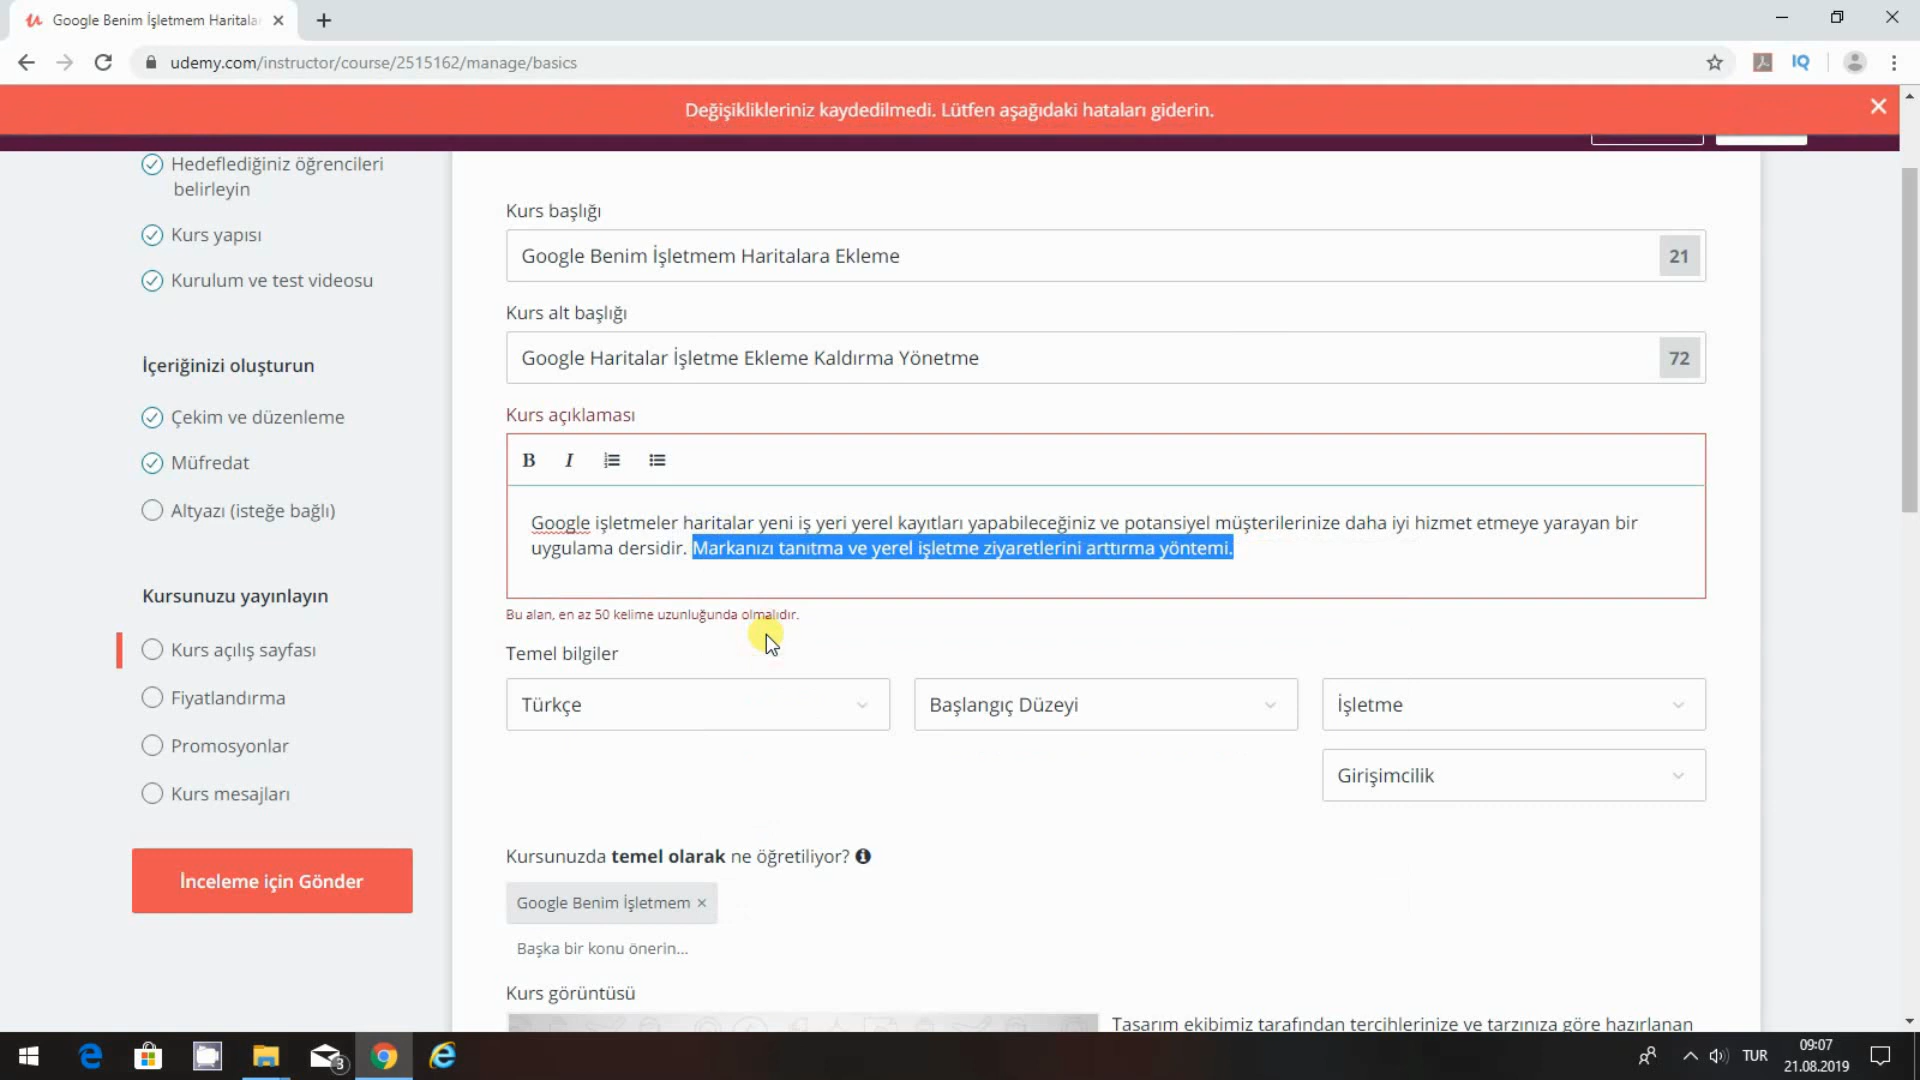 Google Benim İşletmem Haritala
udemy.com/instructor/course/2515162/manage/basics
IQ
Değişiklikleriniz kaydedilmedi. Lütfen aşağıdaki hataları giderin.
Hedeflediğiniz öğrencileri
belirleyin
Kurs yapısı
Kurulum ve test videosu
İçeriğinizi oluşturun
Çekim ve düzenleme
Müfredat
Altyazı (isteğe bağlı)
Kursunuzu yayınlayın
Kurs açılış sayfası
Fiyatlandırma
Promosyonlar
Kurs mesajları
İnceleme için Gönder
Kurs başlığı
Google Benim İşletmem Haritalara Ekleme 21
Kurs alt başlığı
Google Haritalar İşletme Ekleme Kaldırma Yönetme 72
Kurs açıklaması
B I
Google işletmeler haritalar yeni iş yeri yerel kayıtları yapabileceğiniz ve potansiyel müşterilerinize daha iyi hizmet etmeye yarayan bir
uygulama dersidir. Markanızı tanıtma ve yerel işletme ziyaretlerini arttırma yöntemi.
Bu alan, en az 50 kelime uzunluğunda olmalıdır.
Temel bilgiler
Türkçe Başlangıç Düzeyi İşletme
Girişimcilik
Kursunuzda temel olarak ne öğretiliyor?
Google Benim İşletmem ×
Başka bir konu önerin...
Kurs görüntüsü
Tasarım ekibimiz tarafından tercihlerinize ve tarzınıza göre hazırlanan
3
TUR
09:07
21.08.2019